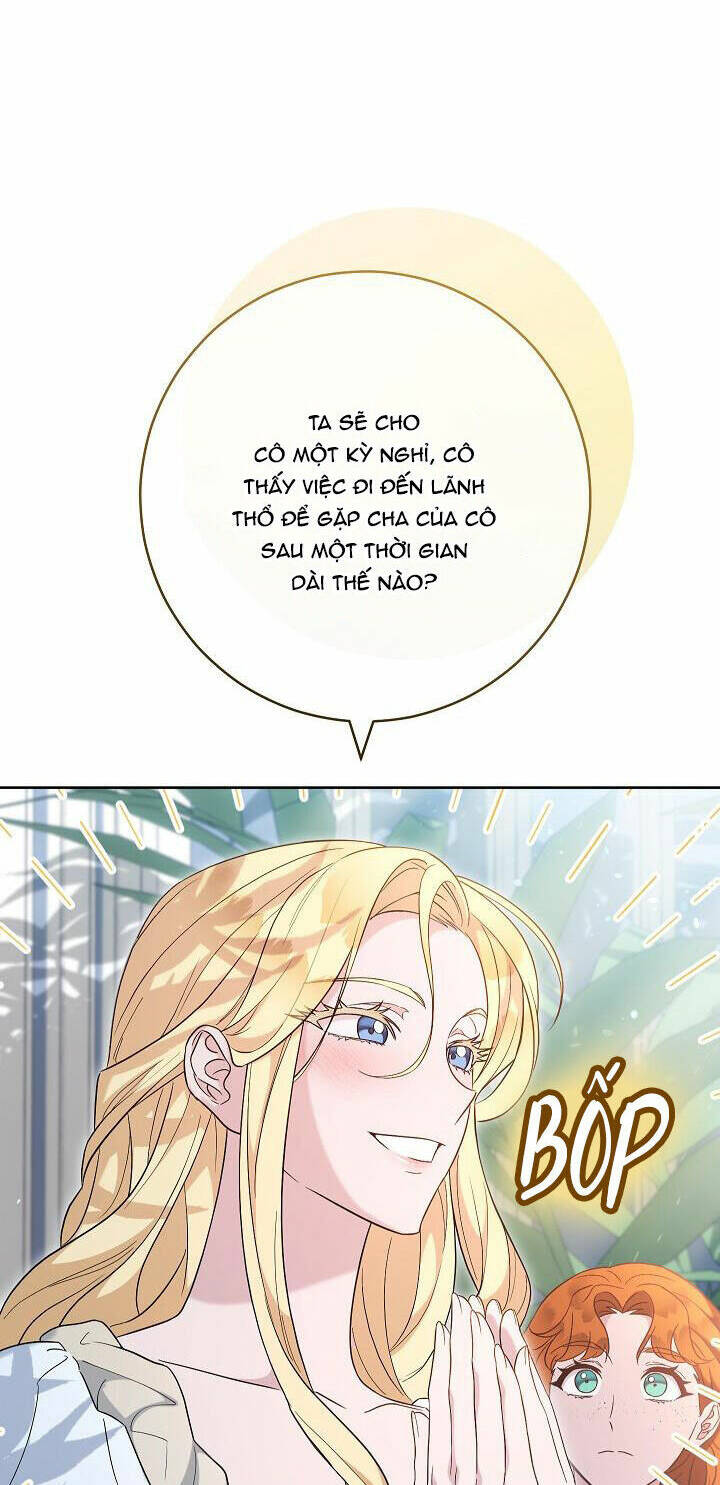 TA SẼ CHO
CÔ MỘT KỲ NGHỈ, CÔ
THẤY VIỆC ĐI ĐẾN LÃNH
THỔ ĐỂ GẶP CHA CỦA CÔ
SAU MỘT THỜI GIAN
DÀI THẾ NÀO?
BỐP